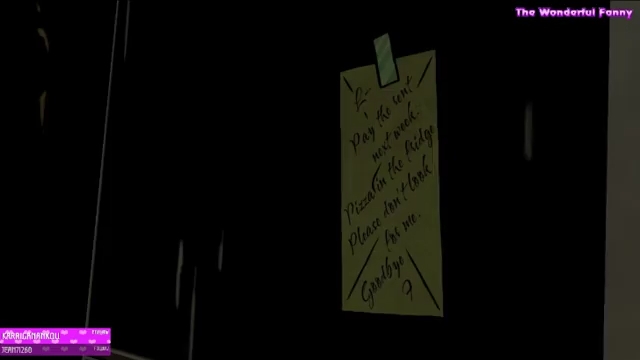 The Wonderful Fanny
Pay the rent
next week.
Pizza in the fridge
Please don't look
for me.
Goodbye